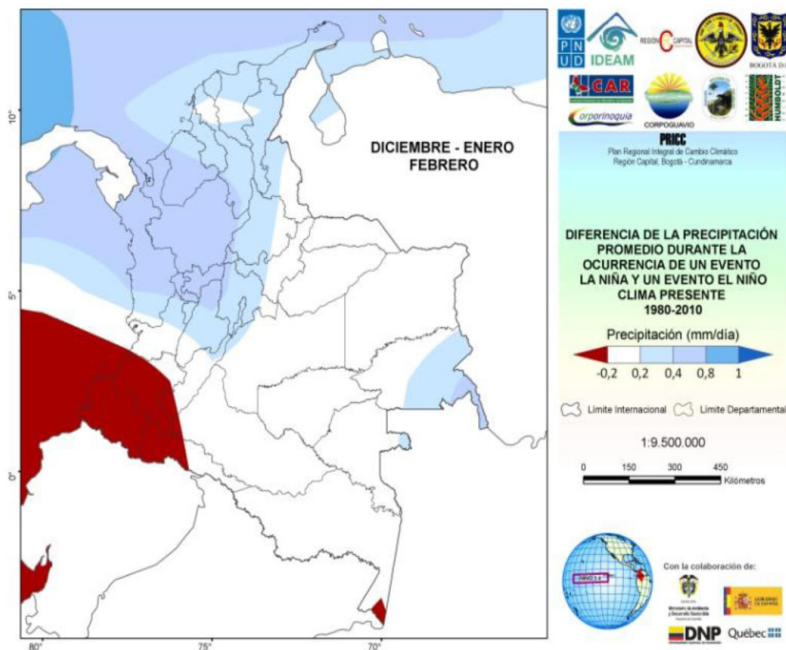 DICIEMBRE - ENERO
FEBRERO
10°
5°
0°
80°
75°
70°
P N
U D
IDEAM
REGIÓN CAPITAL
BOGOTÁ D.C.
CAR
Corporinoquia
CORPOGUAVIO
HUMBOLDT
PRICC
Plan Regional Integral de Cambio Climático
Región Capital, Bogotá - Cundinamarca
DIFERENCIA DE LA PRECIPITACIÓN
PROMEDIO DURANTE LA
OCURRENCIA DE UN EVENTO
LA NIÑA Y UN EVENTO EL NIÑO
CLIMA PRESENTE
1980-2010
Precipitación (mm/día)
-0,2 0,2 0,4 0,8 1
Límite Internacional Límite Departamental
1:9.500.000
0 150 300 450
Kilómetros
Con la colaboración de:
GOBIERNO
DE ESPAÑA
DNP
Québec